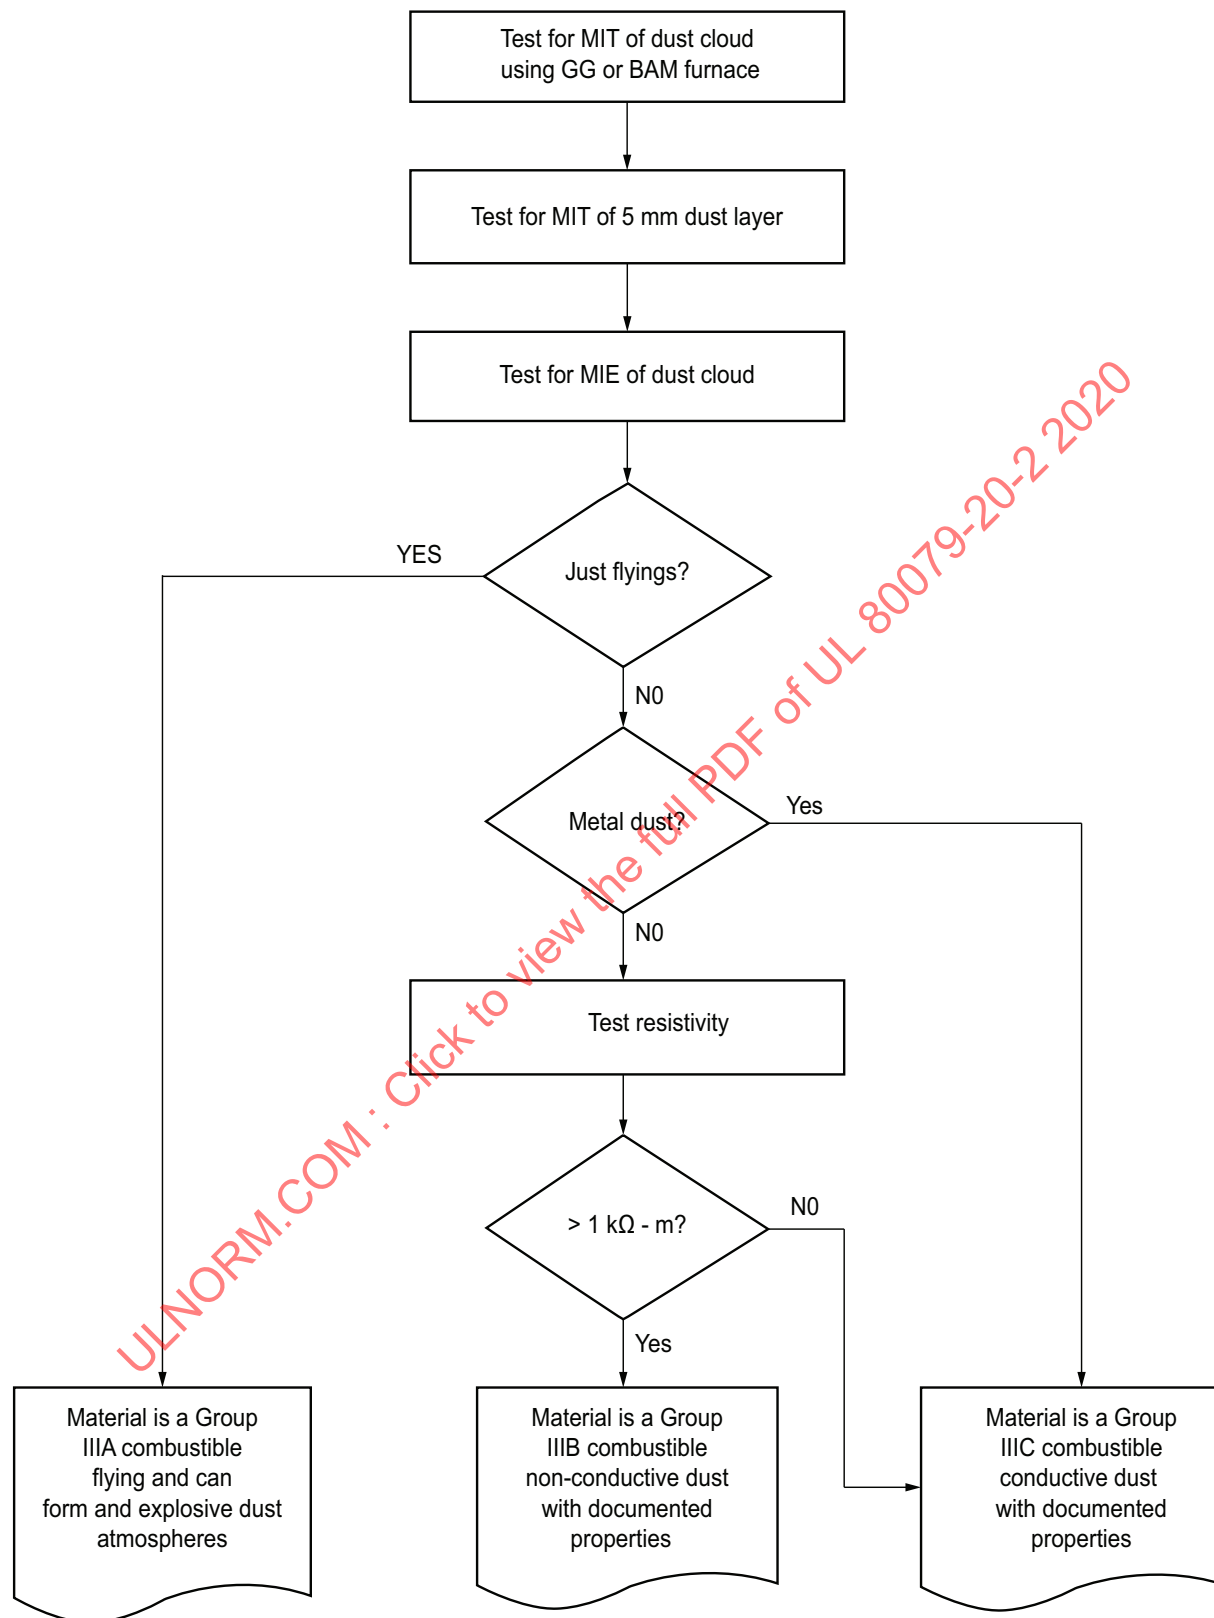 Test for MIT of dust cloud
using GG or BAM furnace
Test for MIT of 5 mm dust layer
Test for MIE of dust cloud
Just flyings?
YES
N0
Metal dust?
Yes
N0
Test resistivity
> 1 kΩ - m?
N0
Yes
Material is a Group
IIIA combustible
flying and can
form and explosive dust
atmospheres
Material is a Group
IIIB combustible
non-conductive dust
with documented
properties
Material is a Group
IIIC combustible
conductive dust
with documented
properties
ULNORM.COM : Click to view the full PDF of UL 80079-20-2 2020